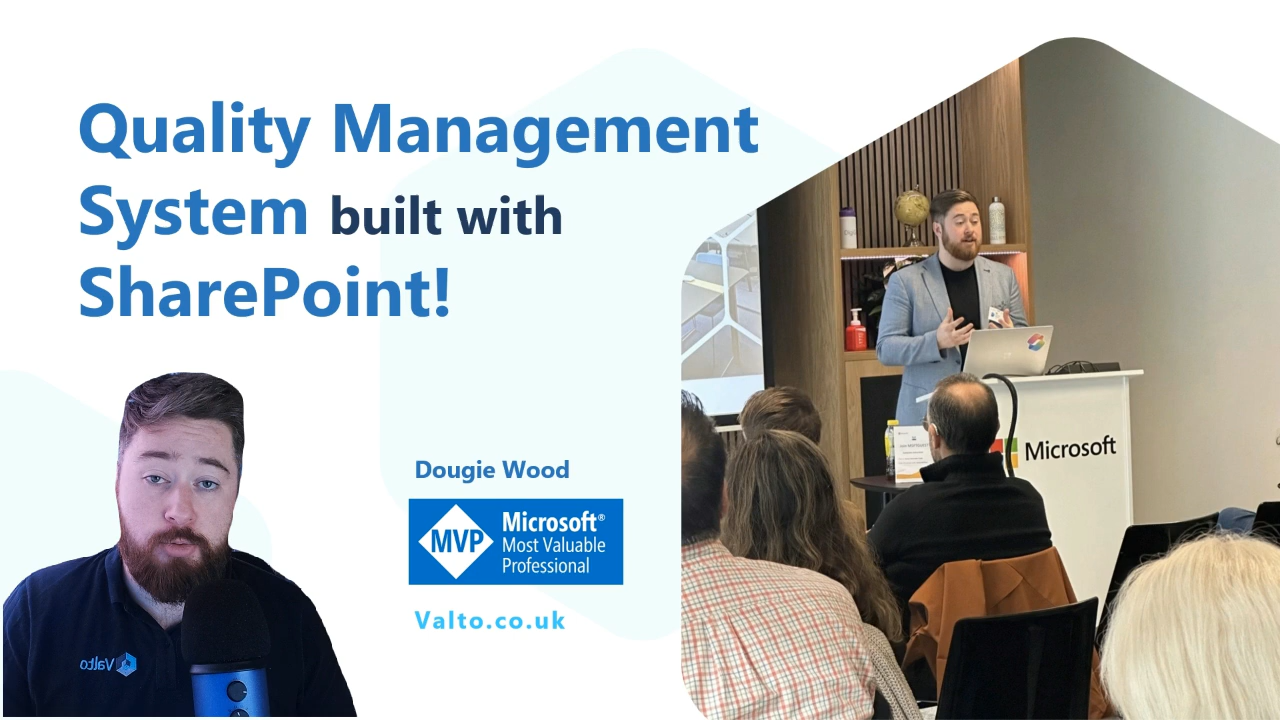 Quality Management
System built with
SharePoint!
Dougie Wood
MVP
Microsoft®
Most Valuable
Professional
Valto.co.uk
Valto
Microsoft